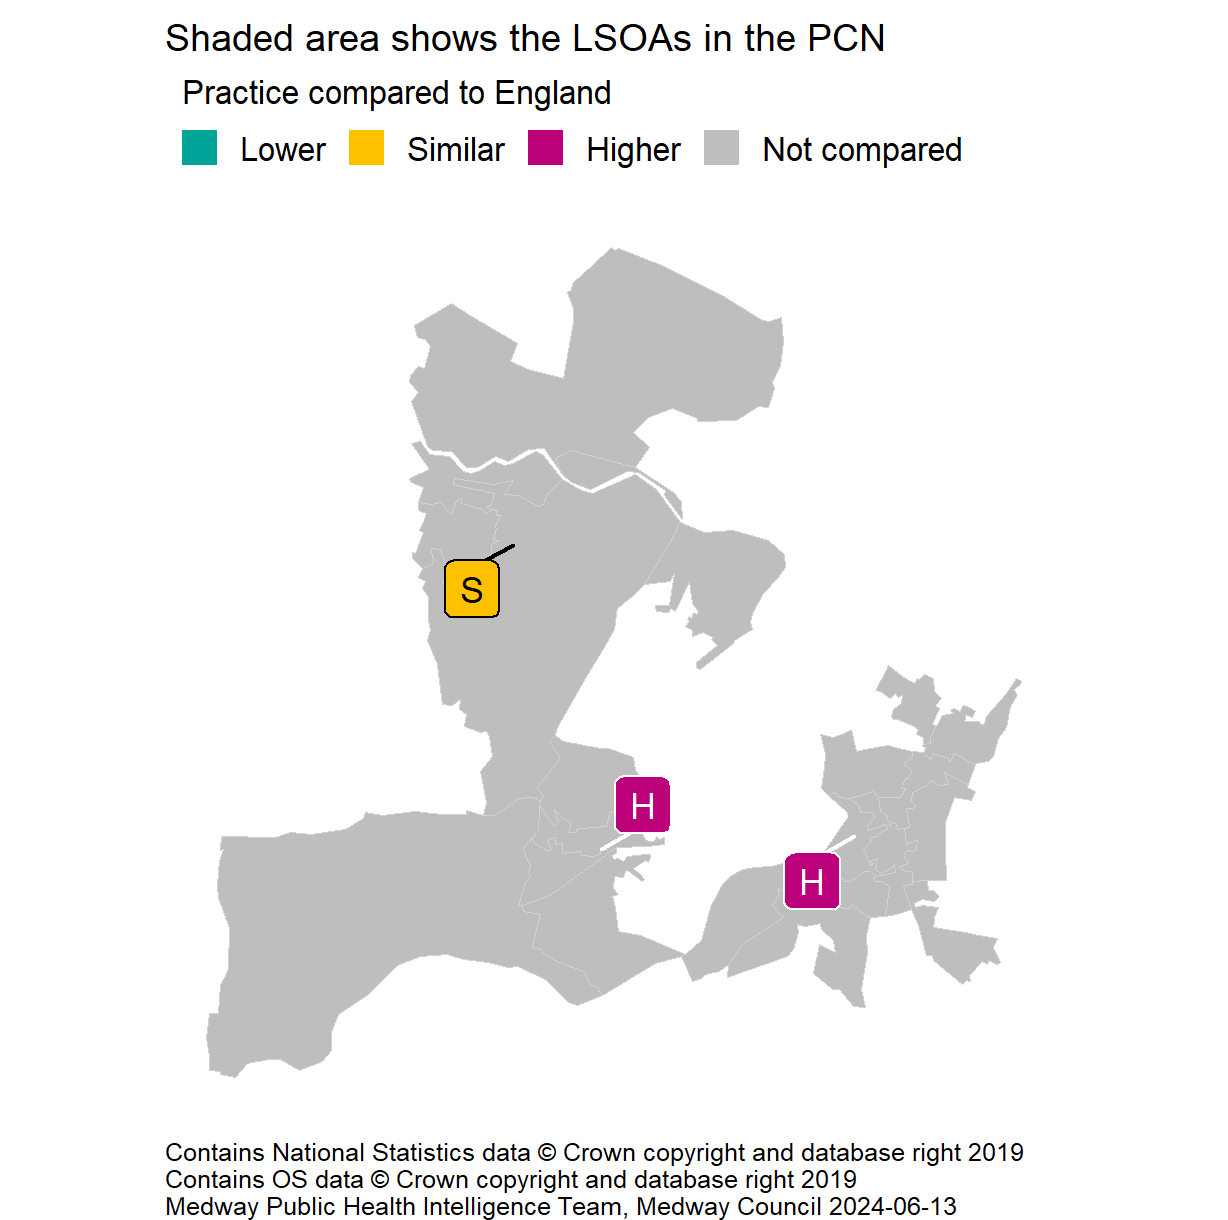 Shaded area shows the LSOAs in the PCN
Practice compared to England
Lower Similar Higher Not compared
S
H
H
Contains National Statistics data © Crown copyright and database right 2019
Contains OS data © Crown copyright and database right 2019
Medway Public Health Intelligence Team, Medway Council 2024-06-13